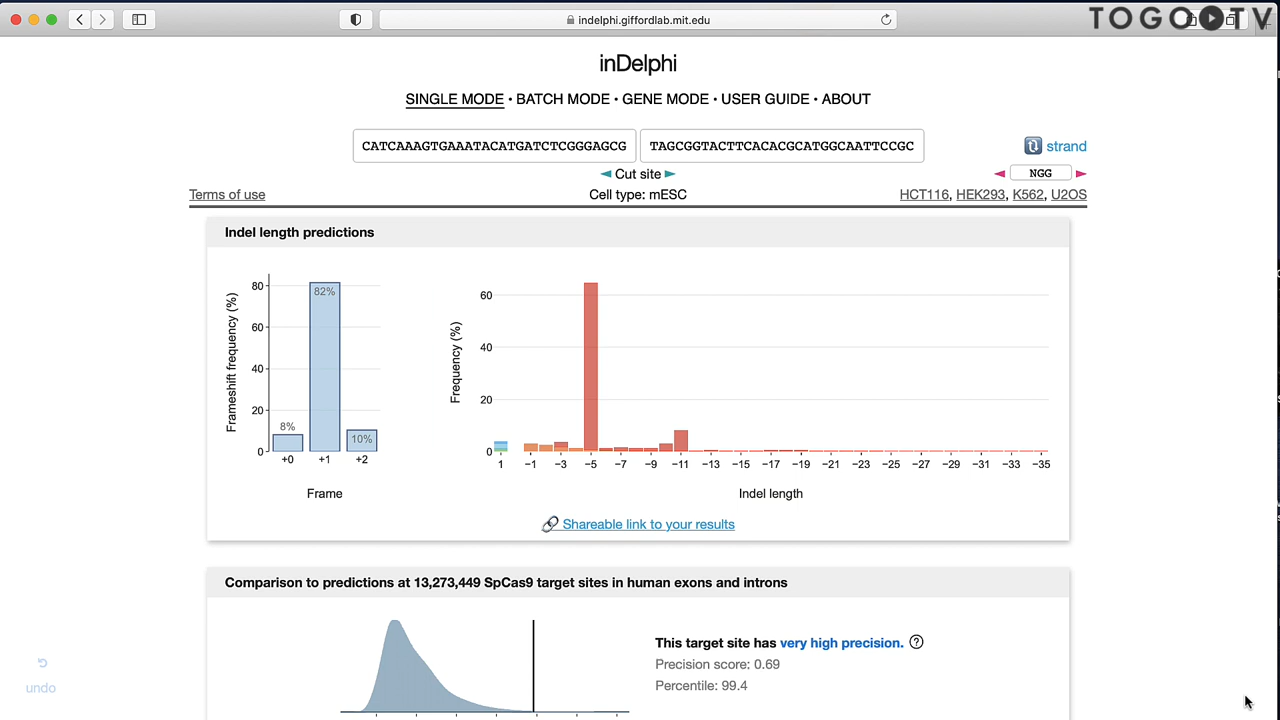 indelphi.giffordlab.mit.edu
TOGO TV
inDelphi
SINGLE MODE • BATCH MODE • GENE MODE • USER GUIDE • ABOUT
CATCAAAGTGAAATACATGATCTCGGGAGCG TAGCGGTACTTCACACGCATGGCAATTCCGC strand
Cut site NGG
Terms of use Cell type: mESC HCT116, HEK293, K562, U2OS
Indel length predictions
Frameshift frequency (%)
80
60
40
20
0
8%
82%
10%
+0 +1 +2
Frame
Frequency (%)
60
40
20
0
1 −1 −3 −5 −7 −9 −11 −13 −15 −17 −19 −21 −23 −25 −27 −29 −31 −33 −35
Indel length
Shareable link to your results
Comparison to predictions at 13,273,449 SpCas9 target sites in human exons and introns
This target site has very high precision. ?
Precision score: 0.69
Percentile: 99.4
undo